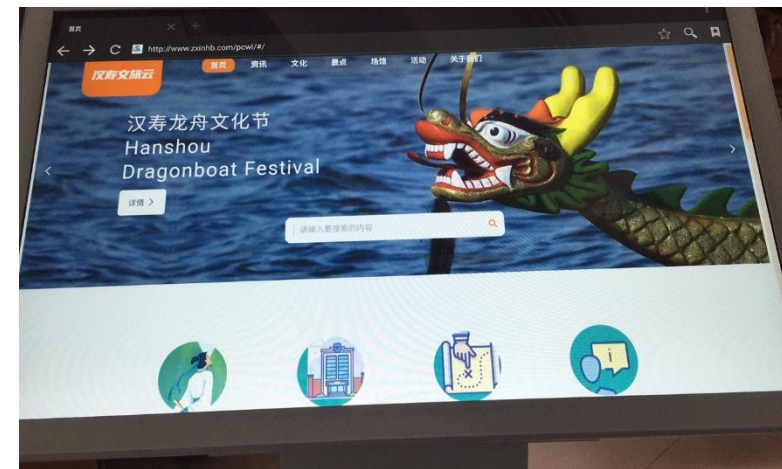 首页
http://www.zxinhb.com/pcwl/#/
汉寿文旅云
首页 资讯 文化 景点 场馆 活动 关于我们
汉寿龙舟文化节
Hanshou
Dragonboat Festival
详情 >
请输入要搜索的内容